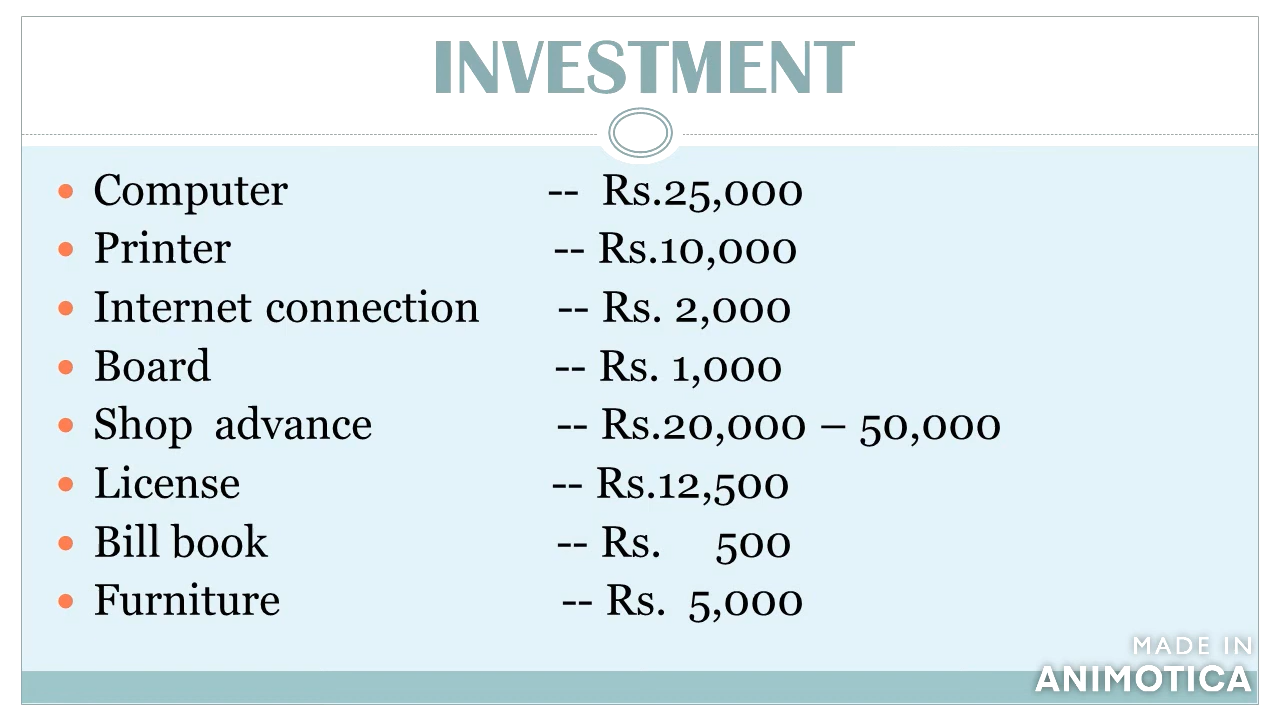 INVESTMENT
Computer -- Rs.25,000
Printer -- Rs.10,000
Internet connection -- Rs. 2,000
Board -- Rs. 1,000
Shop advance -- Rs.20,000 – 50,000
License -- Rs.12,500
Bill book -- Rs. 500
Furniture -- Rs. 5,000
MADE IN
ANIMOTICA